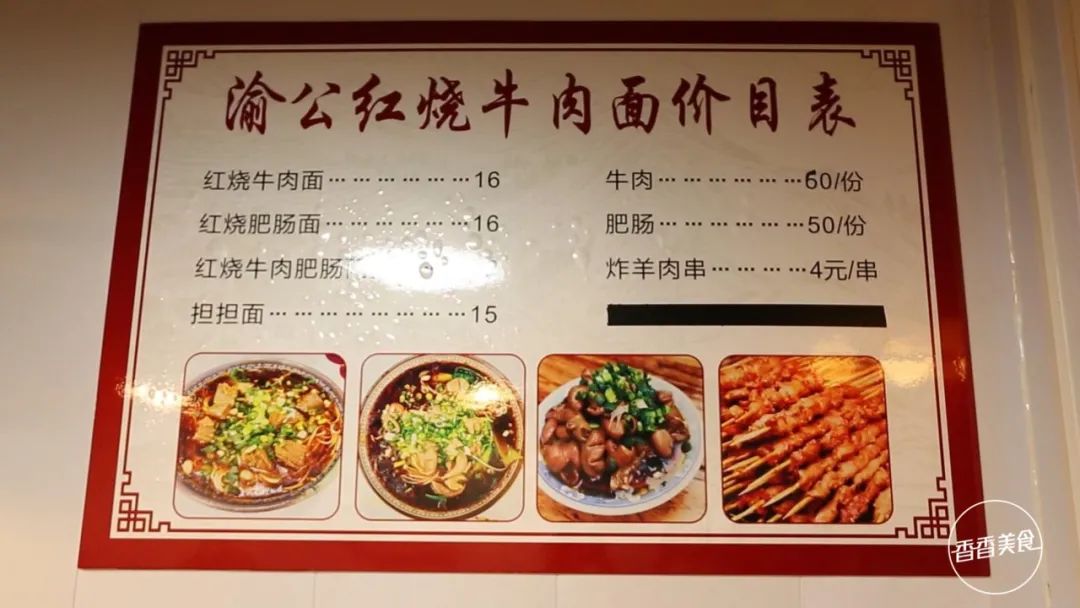 渝公红烧牛肉面价目表
红烧牛肉面………………16
红烧肥肠面………………16
红烧牛肉肥肠
担担面……………………15
牛肉………………60/份
肥肠………………50/份
炸羊肉串…………4元/串
香香美食